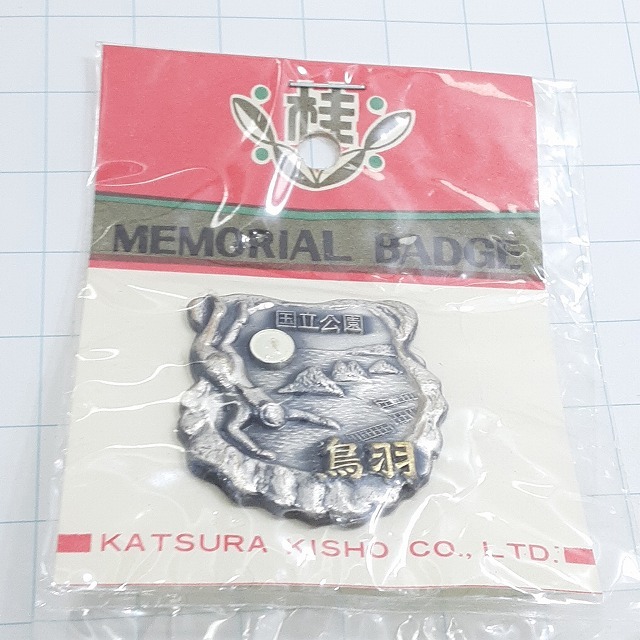 桂
MEMORIAL BADGE
国立公園
鳥羽
KATSURA KISHO CO., LTD.